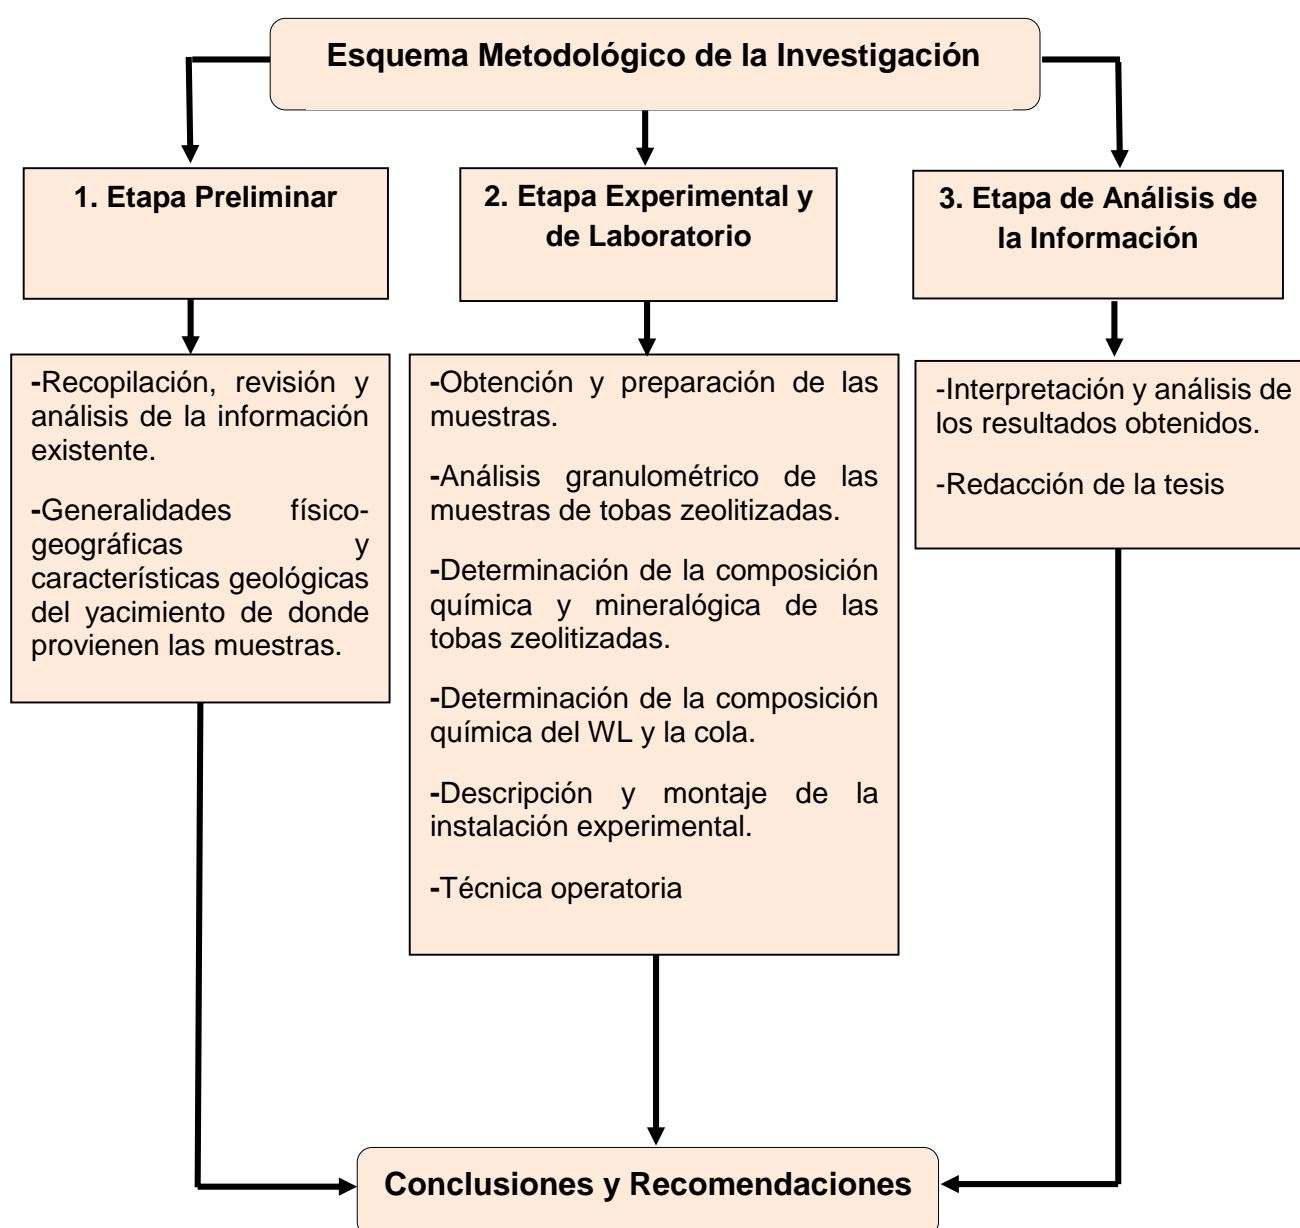 Esquema Metodológico de la Investigación
1. Etapa Preliminar
2. Etapa Experimental y
de Laboratorio
3. Etapa de Análisis de
la Información
-Recopilación, revisión y
análisis de la información
existente.
-Generalidades físico-
geográficas y
características geológicas
del yacimiento de donde
provienen las muestras.
-Obtención y preparación de las
muestras.
-Análisis granulométrico de las
muestras de tobas zeolitizadas.
-Determinación de la composición
química y mineralógica de las
tobas zeolitizadas.
-Determinación de la composición
química del WL y la cola.
-Descripción y montaje de la
instalación experimental.
-Técnica operatoria
-Interpretación y análisis de
los resultados obtenidos.
-Redacción de la tesis
Conclusiones y Recomendaciones